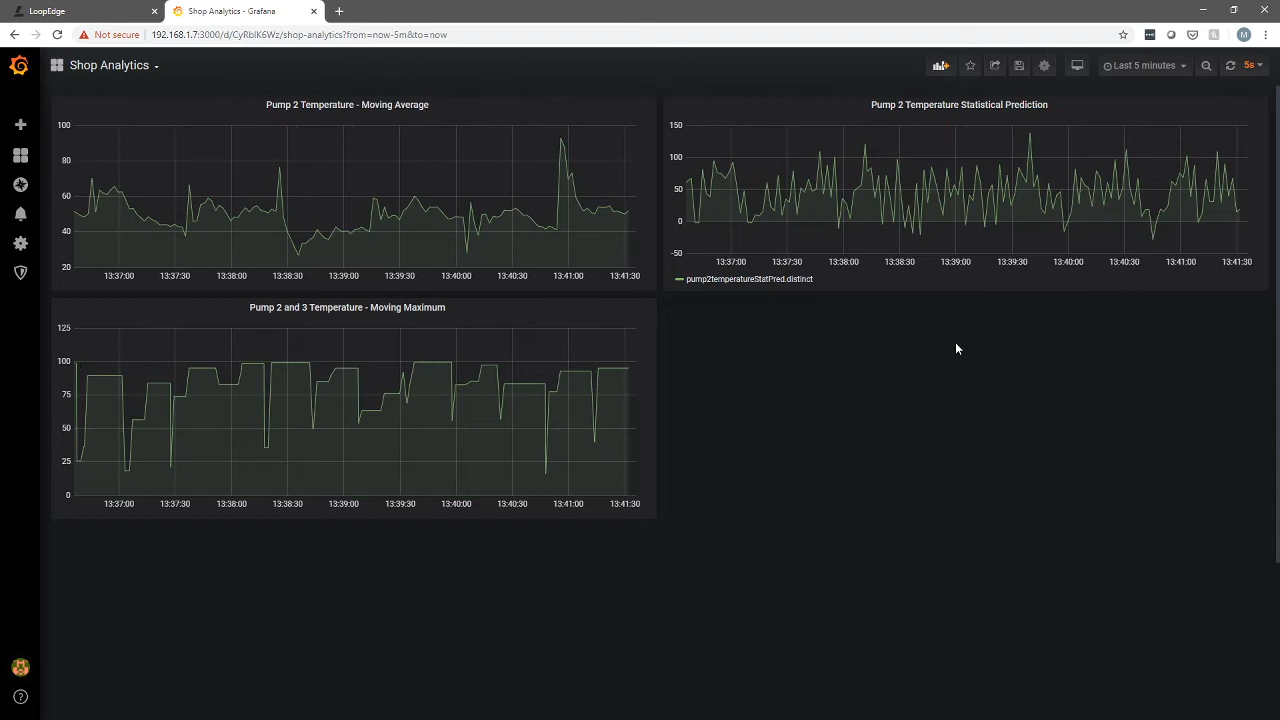 LoopEdge
Shop Analytics - Grafana
Not secure
192.168.1.7:3000/d/CyRbIK6Wz/shop-analytics?from=now-5m&to=now
M
Shop Analytics
Last 5 minutes
5s
Pump 2 Temperature - Moving Average
100
80
60
40
20
13:37:00 13:37:30 13:38:00 13:38:30 13:39:00 13:39:30 13:40:00 13:40:30 13:41:00 13:41:30
Pump 2 Temperature Statistical Prediction
150
100
50
0
-50
13:37:00 13:37:30 13:38:00 13:38:30 13:39:00 13:39:30 13:40:00 13:40:30 13:41:00 13:41:30
pump2temperatureStatPred.distinct
Pump 2 and 3 Temperature - Moving Maximum
125
100
75
50
25
0
13:37:00 13:37:30 13:38:00 13:38:30 13:39:00 13:39:30 13:40:00 13:40:30 13:41:00 13:41:30